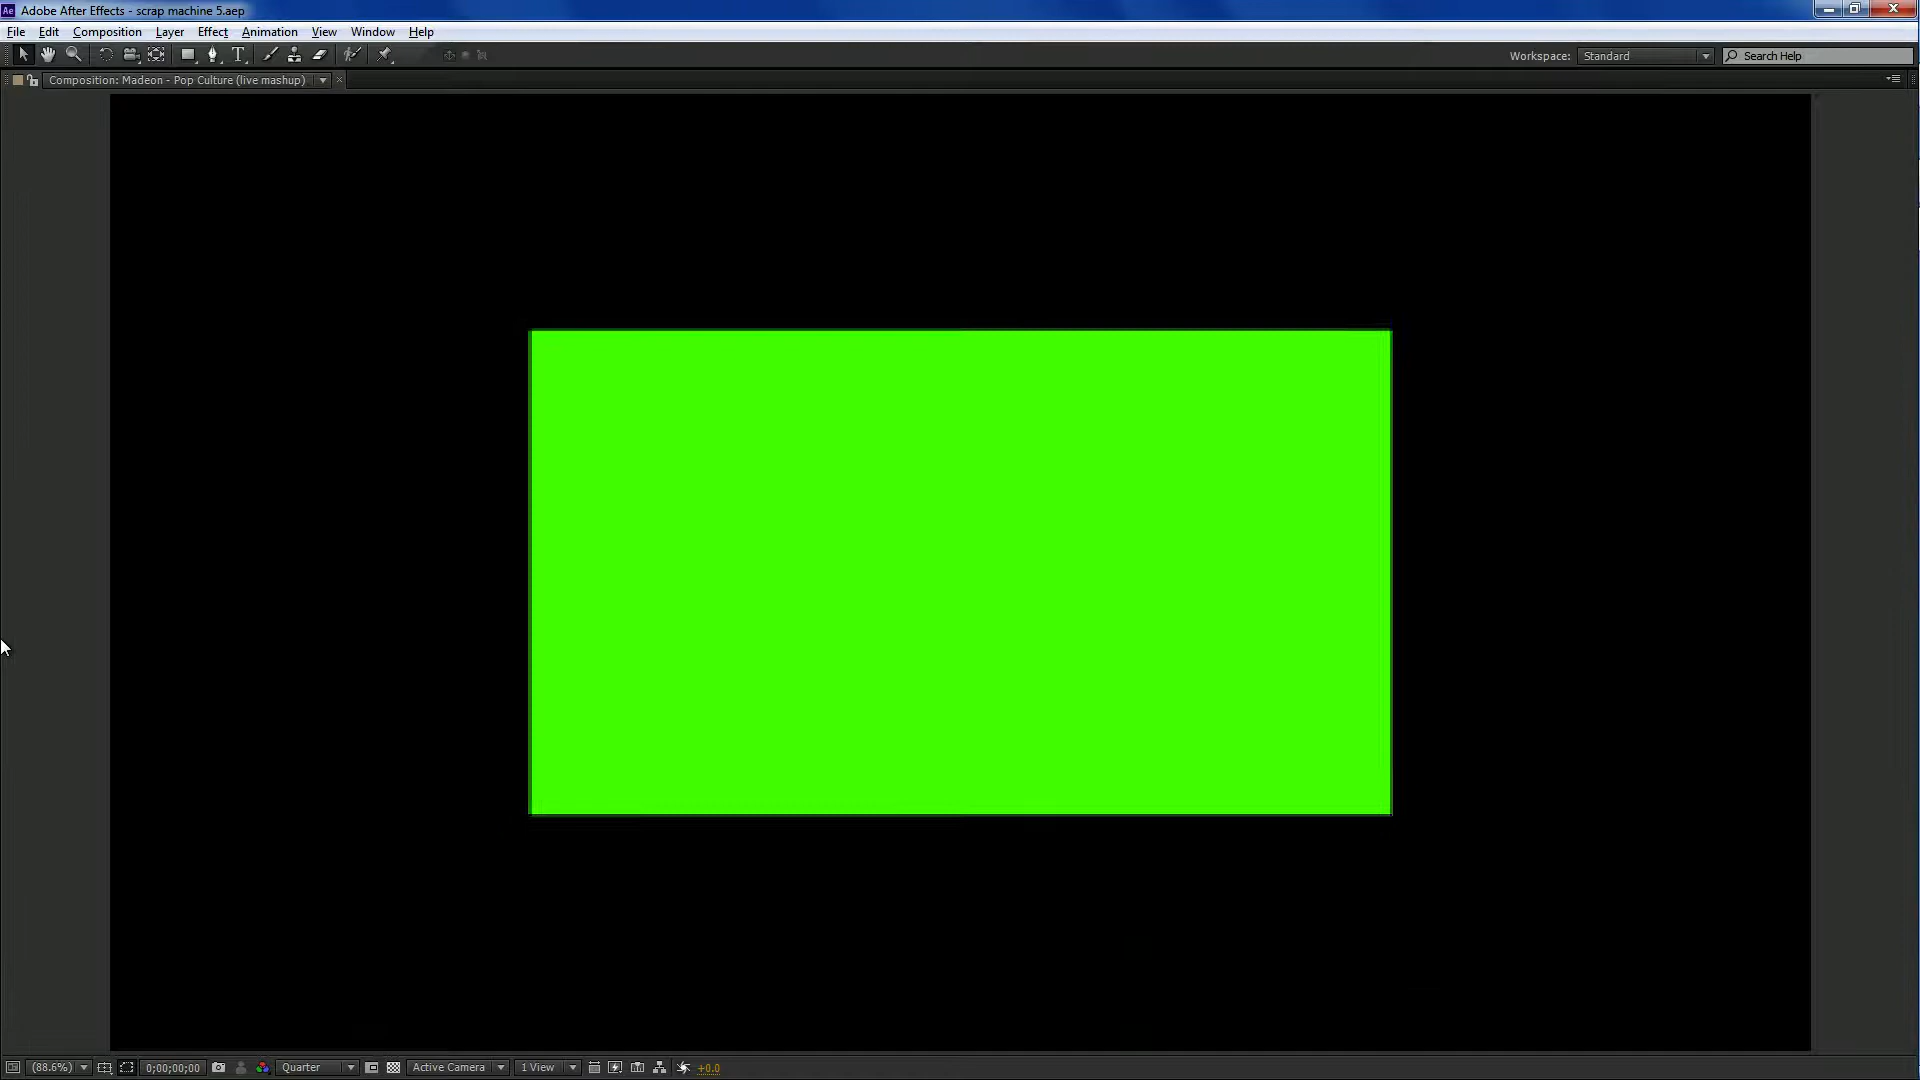 Ae Adobe After Effects - scrap machine 5.aep
File Edit Composition Layer Effect Animation View Window Help
T Workspace: Standard Search Help
Composition: Madeon - Pop Culture (live mashup)
(88.6%) 0;00;00;00 Quarter Active Camera 1 View +0.0